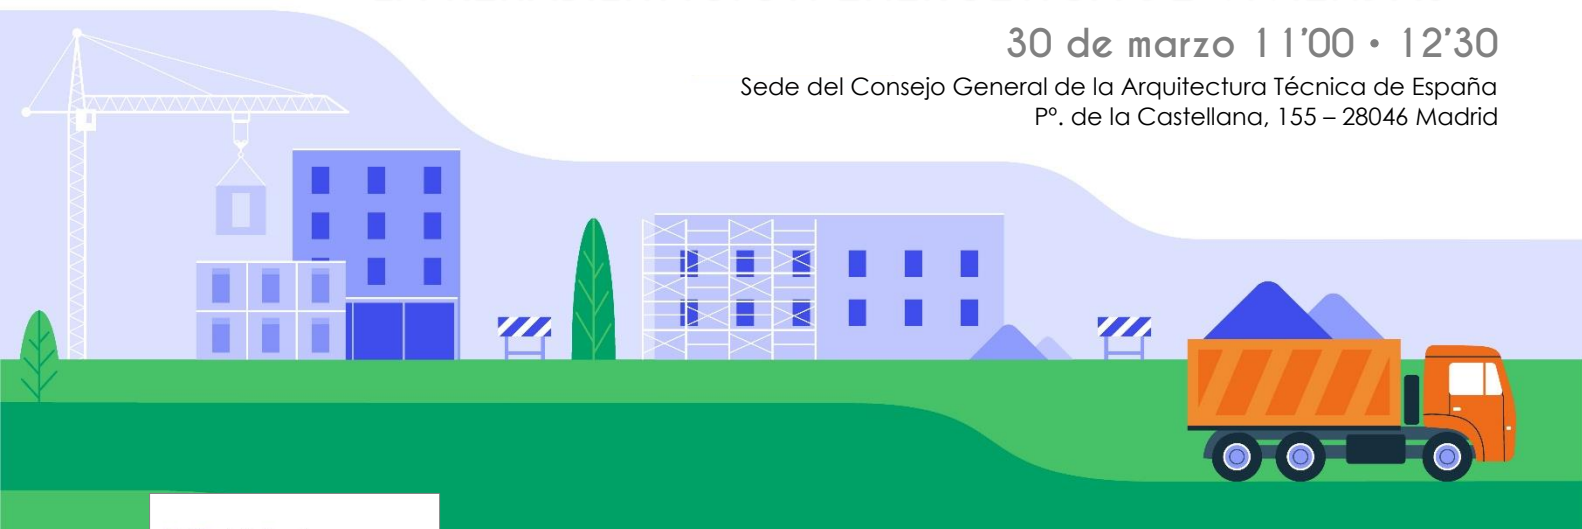 30 de marzo 11’00 • 12’30
Sede del Consejo General de la Arquitectura Técnica de España
Pº. de la Castellana, 155 – 28046 Madrid